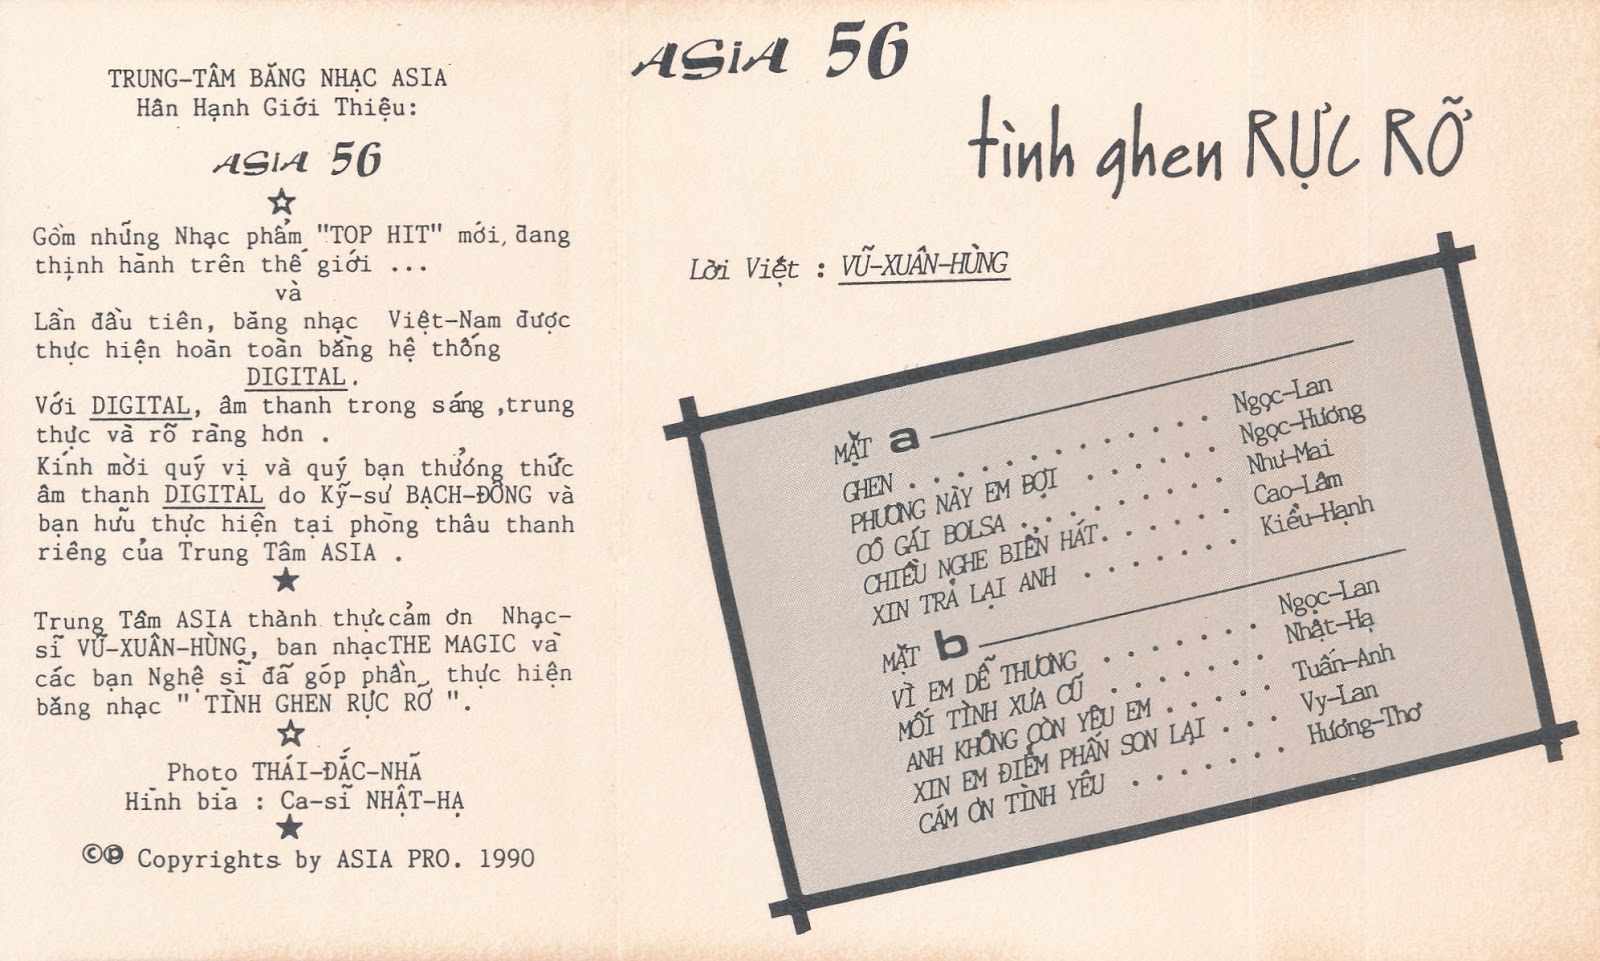 TRUNG-TÂM BĂNG NHẠC ASIA
Hân Hạnh Giới Thiệu:
ASiA 56
Gồm những Nhạc phẩm "TOP HIT" mới, đang
thịnh hành trên thế giới ...
và
Lần đầu tiên, băng nhạc Việt-Nam được
thực hiện hoàn toàn bằng hệ thống
DIGITAL.
Với DIGITAL, âm thanh trong sáng ,trung
thực và rõ ràng hơn .
Kính mời quý vị và quý bạn thưởng thức
âm thanh DIGITAL do Kỹ-sư BẠCH-ĐÔNG và
bạn hữu thực hiện tại phòng thâu thanh
riêng của Trung Tâm ASIA .
Trung Tâm ASIA thành thực cảm ơn Nhạc-
sĩ VŨ-XUÂN-HÙNG, ban nhạc THE MAGIC và
các bạn Nghệ sĩ đã góp phần thực hiện
băng nhạc " TÌNH GHEN RỰC RỠ ".
Photo THÁI-ĐẮC-NHÃ
Hình bìa : Ca-sĩ NHẬT-HẠ
©℗ Copyrights by ASIA PRO. 1990
ASiA 56
tình ghen RỰC RỠ
Lời Việt : VŨ-XUÂN-HÙNG
MẶT a
GHEN . . . . . . . . . . . . . Ngọc-Lan
PHƯƠNG NÀY EM ĐỢI . . . . . . Ngọc-Hương
CÔ GÁI BOLSA . . . . . . . . . Như-Mai
CHIỀU NGHE BIỂN HÁT. . . . . . Cao-Lâm
XIN TRẢ LẠI ANH . . . . . . . Kiều-Hạnh
MẶT b
VÌ EM DỄ THƯƠNG . . . . . . . Ngọc-Lan
MỐI TÌNH XƯA CŨ . . . . . . . Nhật-Hạ
ANH KHÔNG CÒN YÊU EM . . . . . Tuấn-Anh
XIN EM ĐIỂM PHẤN SON LẠI . . . Vy-Lan
CÁM ƠN TÌNH YÊU . . . . . . . Hương-Thơ